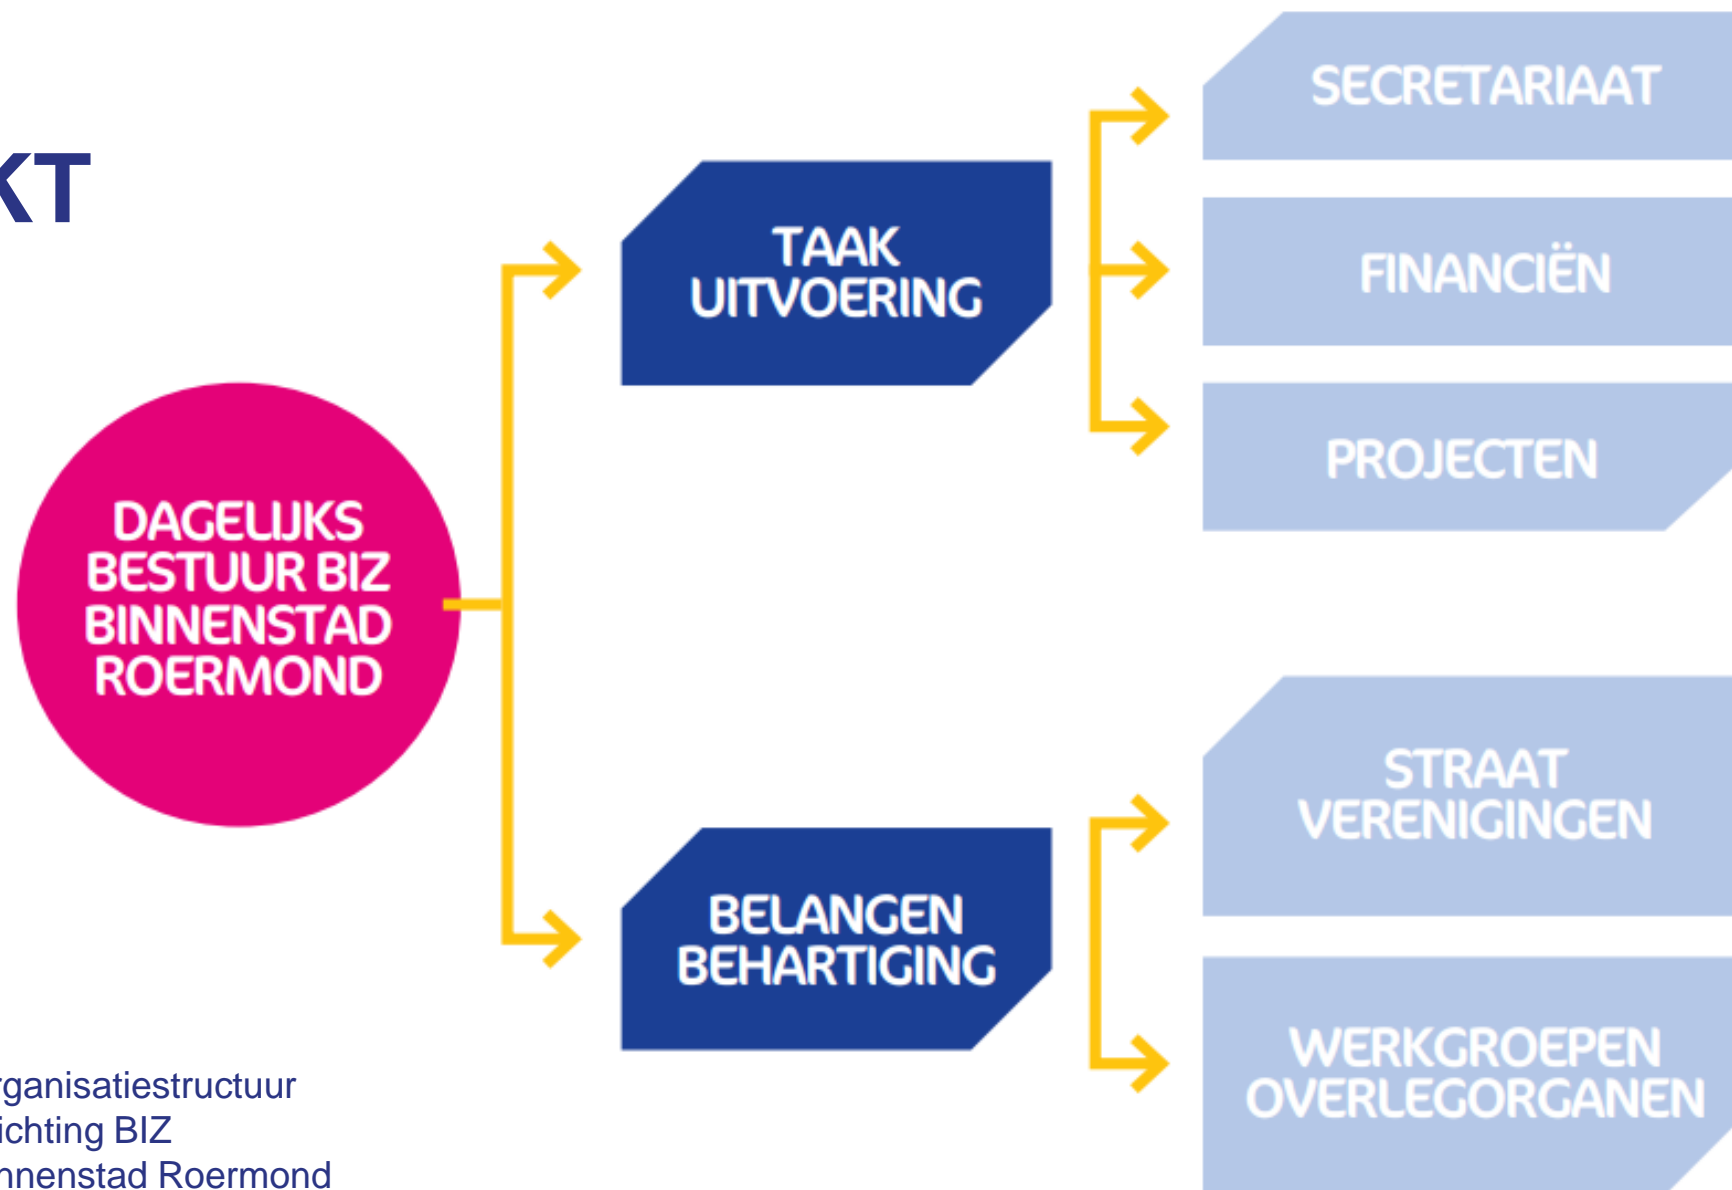 KT
DAGELIJKS
BESTUUR BIZ
BINNENSTAD
ROERMOND
TAAK
UITVOERING
SECRETARIAAT
FINANCIËN
PROJECTEN
BELANGEN
BEHARTIGING
STRAAT
VERENIGINGEN
WERKGROEPEN
OVERLEGORGANEN
rganisatiestructuur
ichting BIZ
nnenstad Roermond